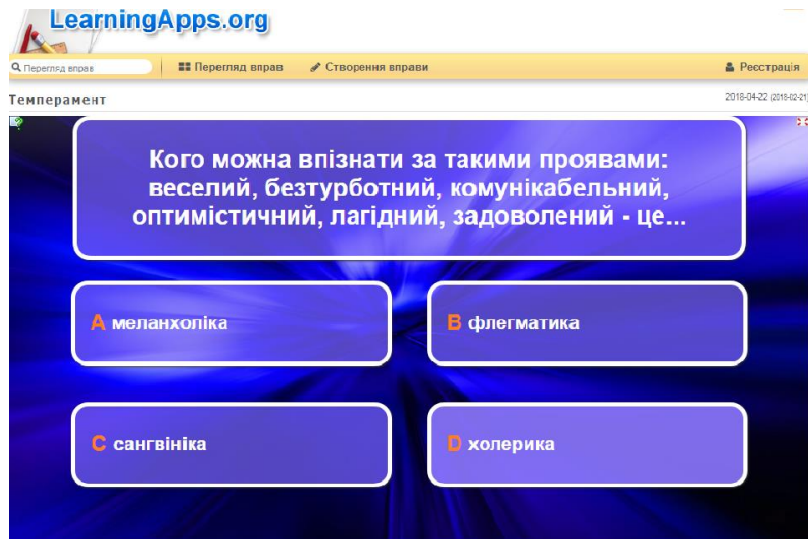 LearningApps.org
Перегляд вправ
Перегляд вправ
Створення вправи
Реєстрація
Темперамент
2018-04-22 (2018-02-21)
Кого можна впізнати за такими проявами:
веселий, безтурботний, комунікабельний,
оптимістичний, лагідний, задоволений - це...
A меланхоліка
B флегматика
C сангвініка
D холерика